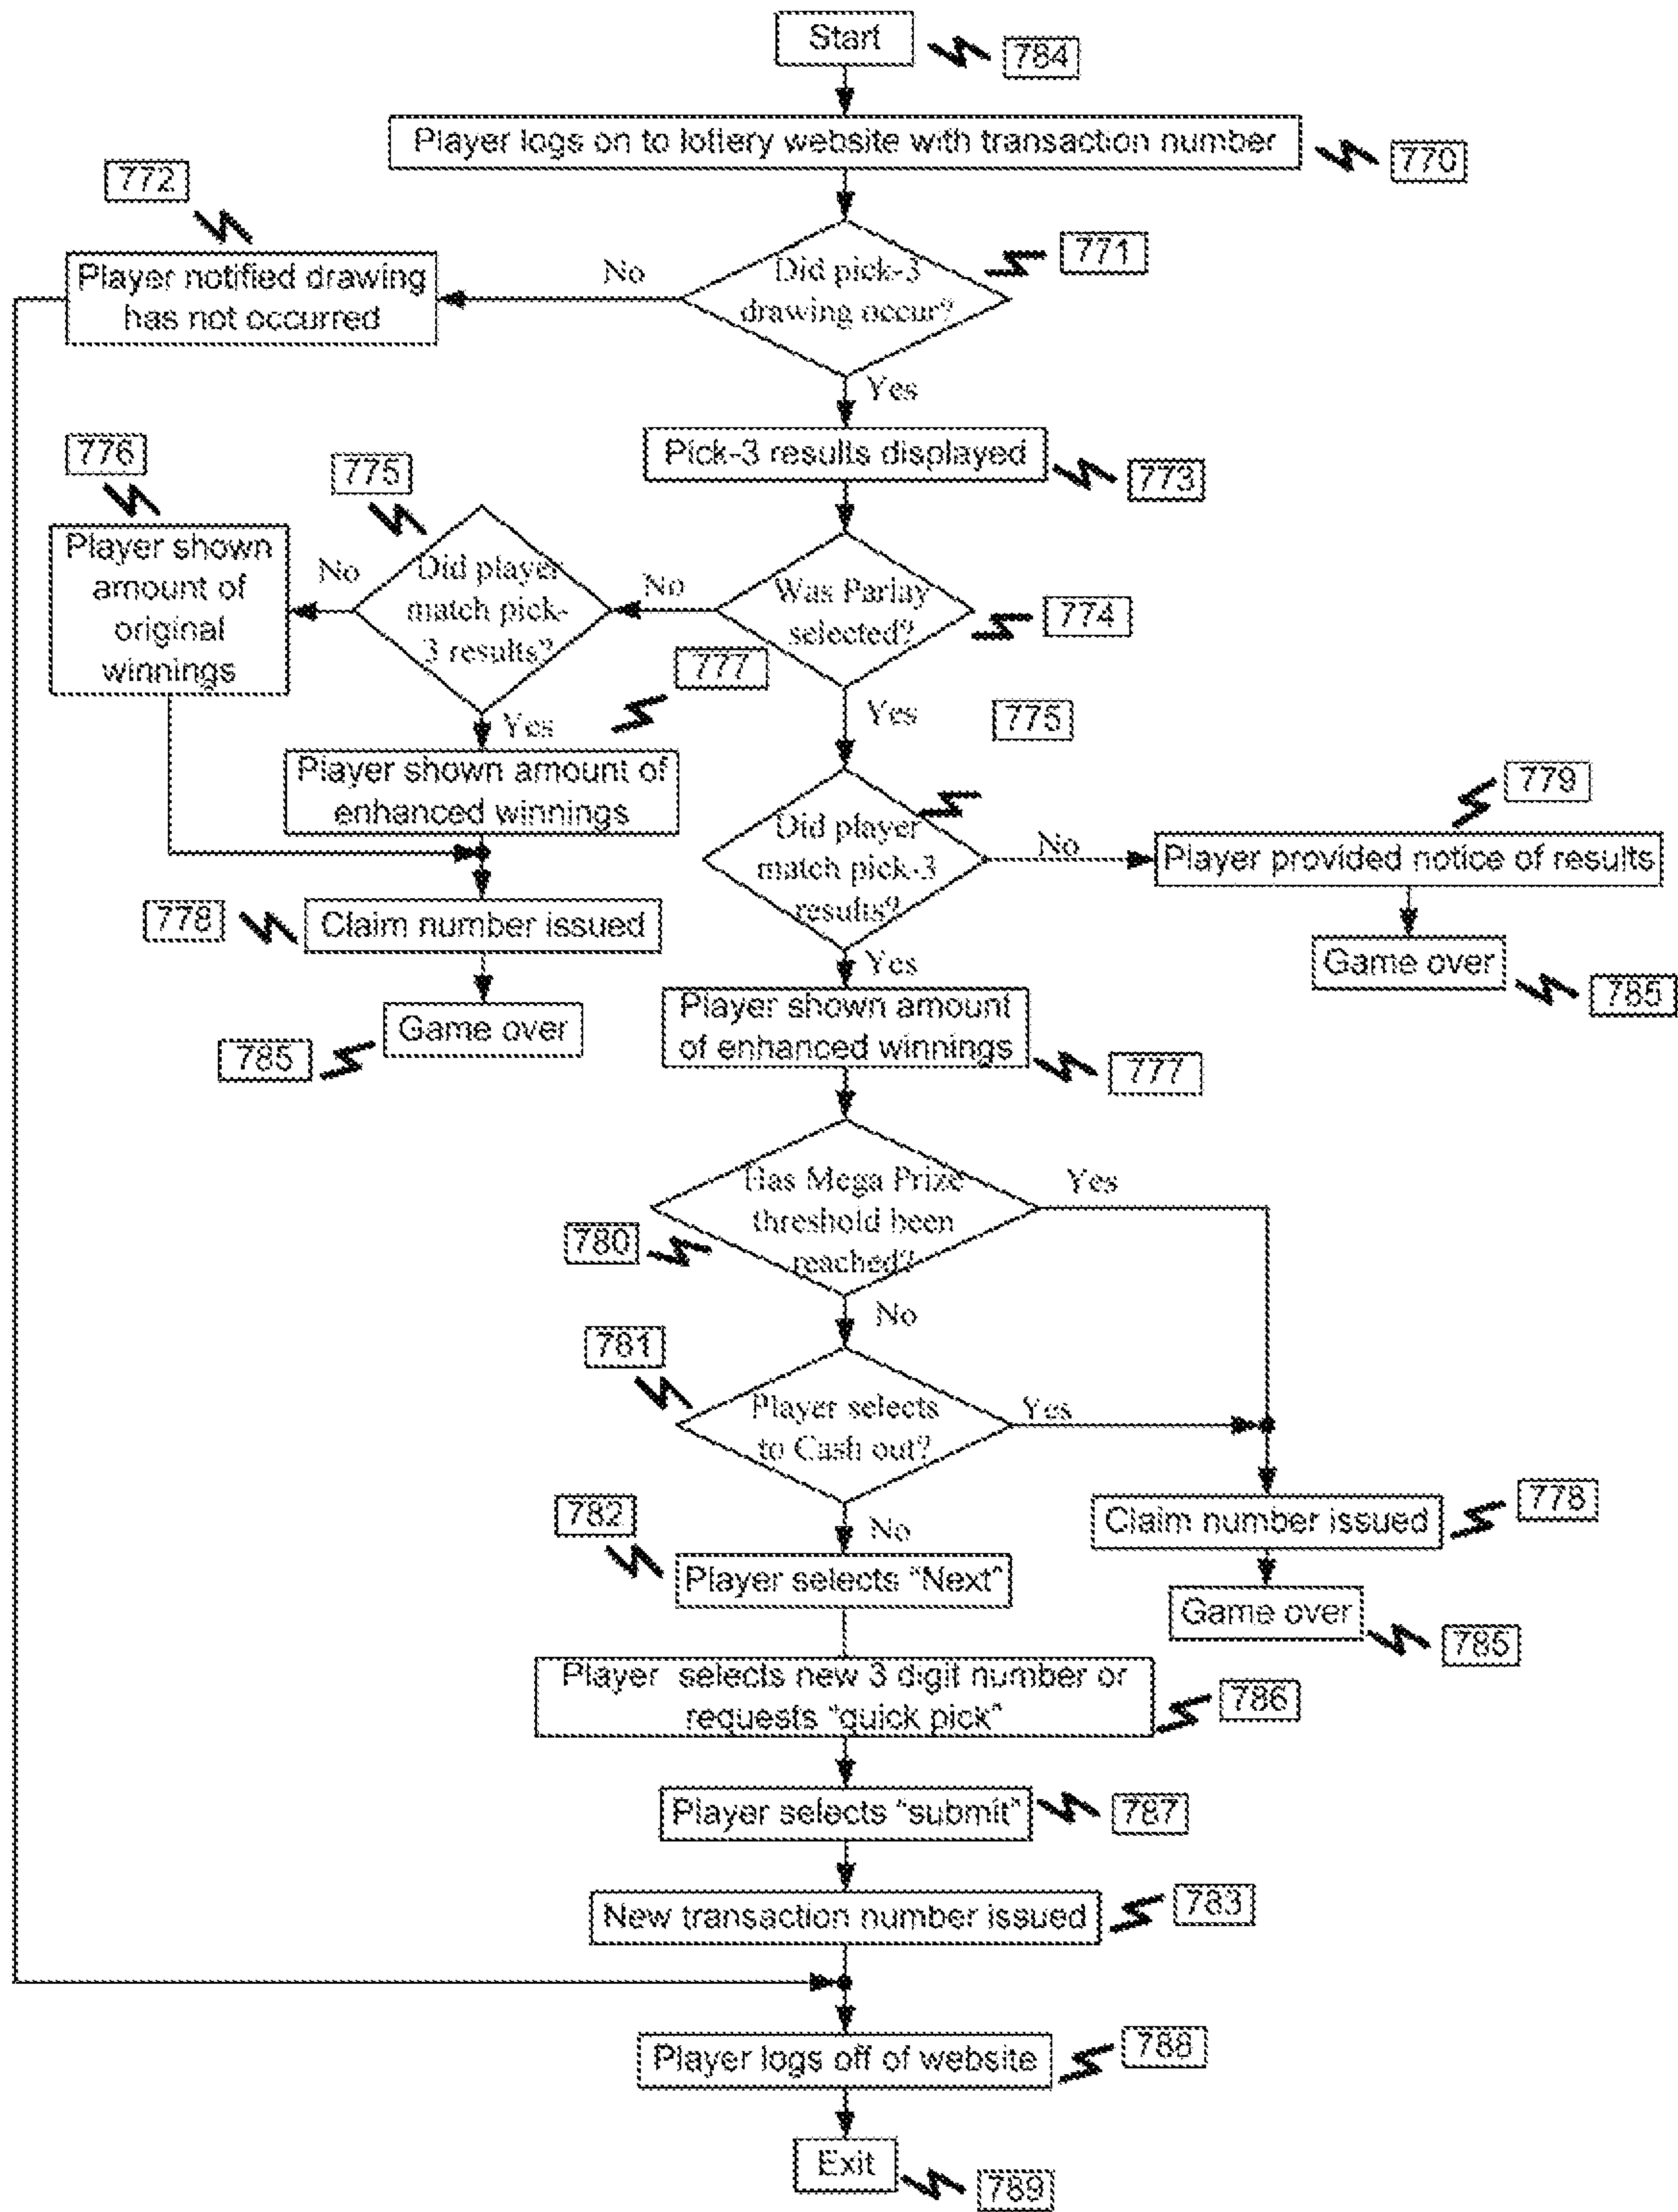 Start
784
Player logs on to lottery website with transaction number
770
772
771
Player notified drawing
has not occurred
No
Did pick-3
drawing occur?
Yes
Pick-3 results displayed
773
776
775
Player shown
amount of
original
winnings
No
Did player
match pick-
3 results?
No
Was Parlay
selected?
774
777
Yes
Yes
775
Player shown amount of
enhanced winnings
779
Did player
match pick-3
results?
No
Player provided notice of results
778
Claim number issued
Yes
Game over
785
Player shown amount
of enhanced winnings
777
Game over
785
Has Mega Prize
threshold been
reached?
Yes
780
No
781
Player selects
to Cash out?
Yes
782
No
Claim number issued
778
Player selects "Next"
Game over
785
Player selects new 3 digit number or
requests "quick pick"
786
Player selects "submit"
787
New transaction number issued
783
Player logs off of website
788
Exit
789